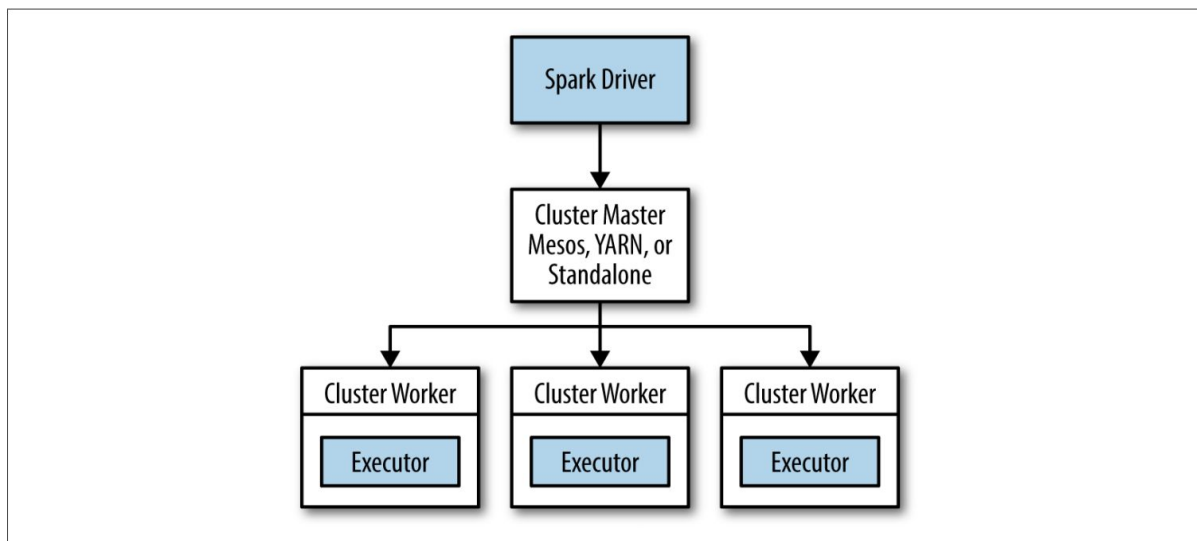 Spark Driver
Cluster Master
Mesos, YARN, or
Standalone
Cluster Worker
Cluster Worker
Cluster Worker
Executor
Executor
Executor